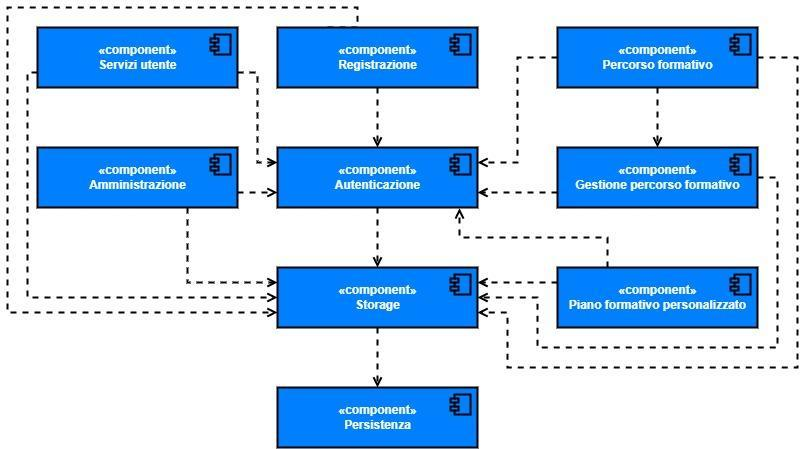 «component»
Servizi utente
«component»
Registrazione
«component»
Percorso formativo
«component»
Amministrazione
«component»
Autenticazione
«component»
Gestione percorso formativo
«component»
Storage
«component»
Piano formativo personalizzato
«component»
Persistenza